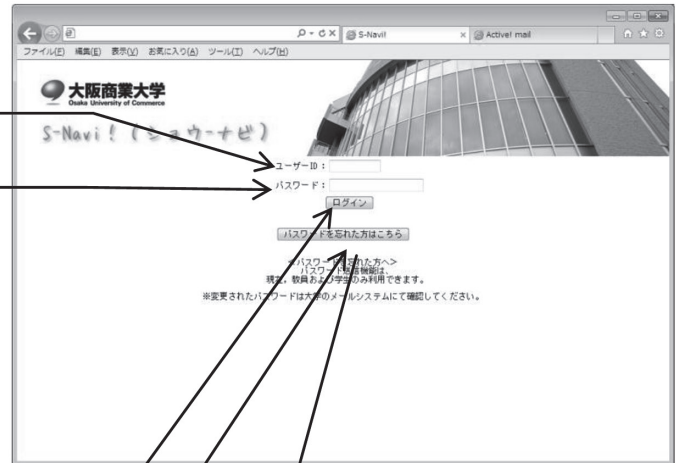 S-Navi!
Active! mail
ファイル(F) 編集(E) 表示(V) お気に入り(A) ツール(T) ヘルプ(H)
大阪商業大学
Osaka University of Commerce
S-Navi!(ショウ-ナビ)
ユーザーID:
パスワード:
ログイン
パスワードを忘れた方はこちら
<パスワードを忘れた方へ>
パスワード送信機能は、
現在、教員および学生のみ利用できます。
※変更されたパスワードは大学のメールシステムにて確認してください。